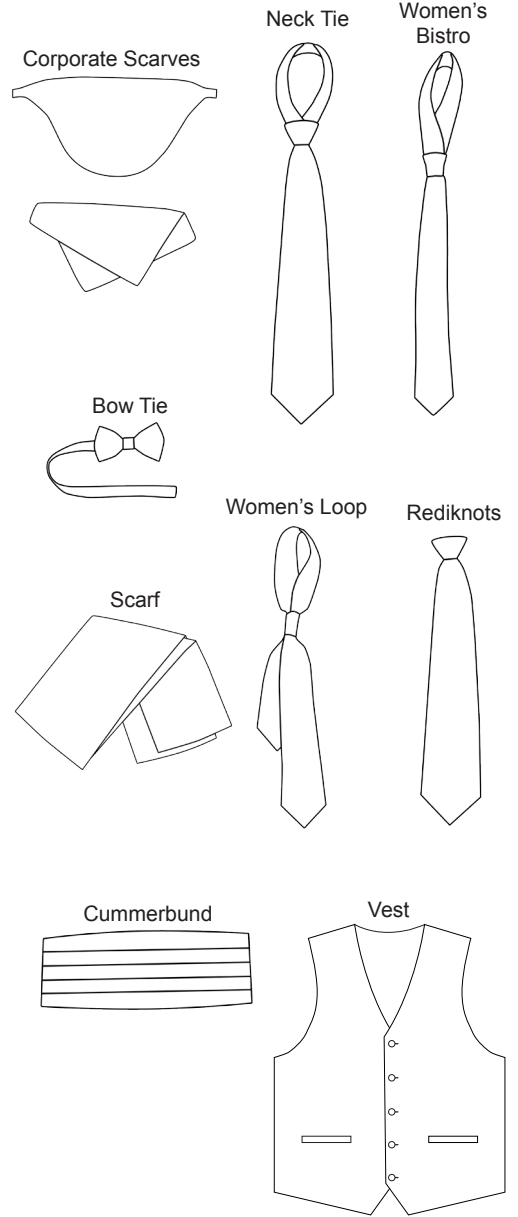 Neck Tie
Women’s
Bistro
Corporate Scarves
Bow Tie
Women’s Loop
Rediknots
Scarf
Cummerbund
Vest